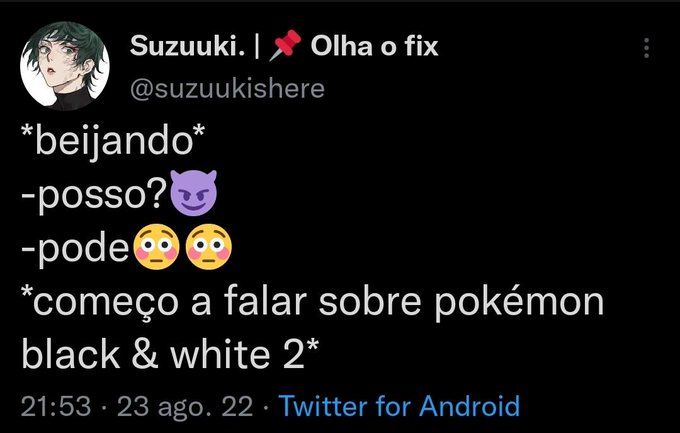 Suzuuki. | 📌 Olha o fix
@suzuukishere
*beijando*
-posso?😈
-pode😳😳
*começo a falar sobre pokémon
black & white 2*
21:53 · 23 ago. 22 · Twitter for Android